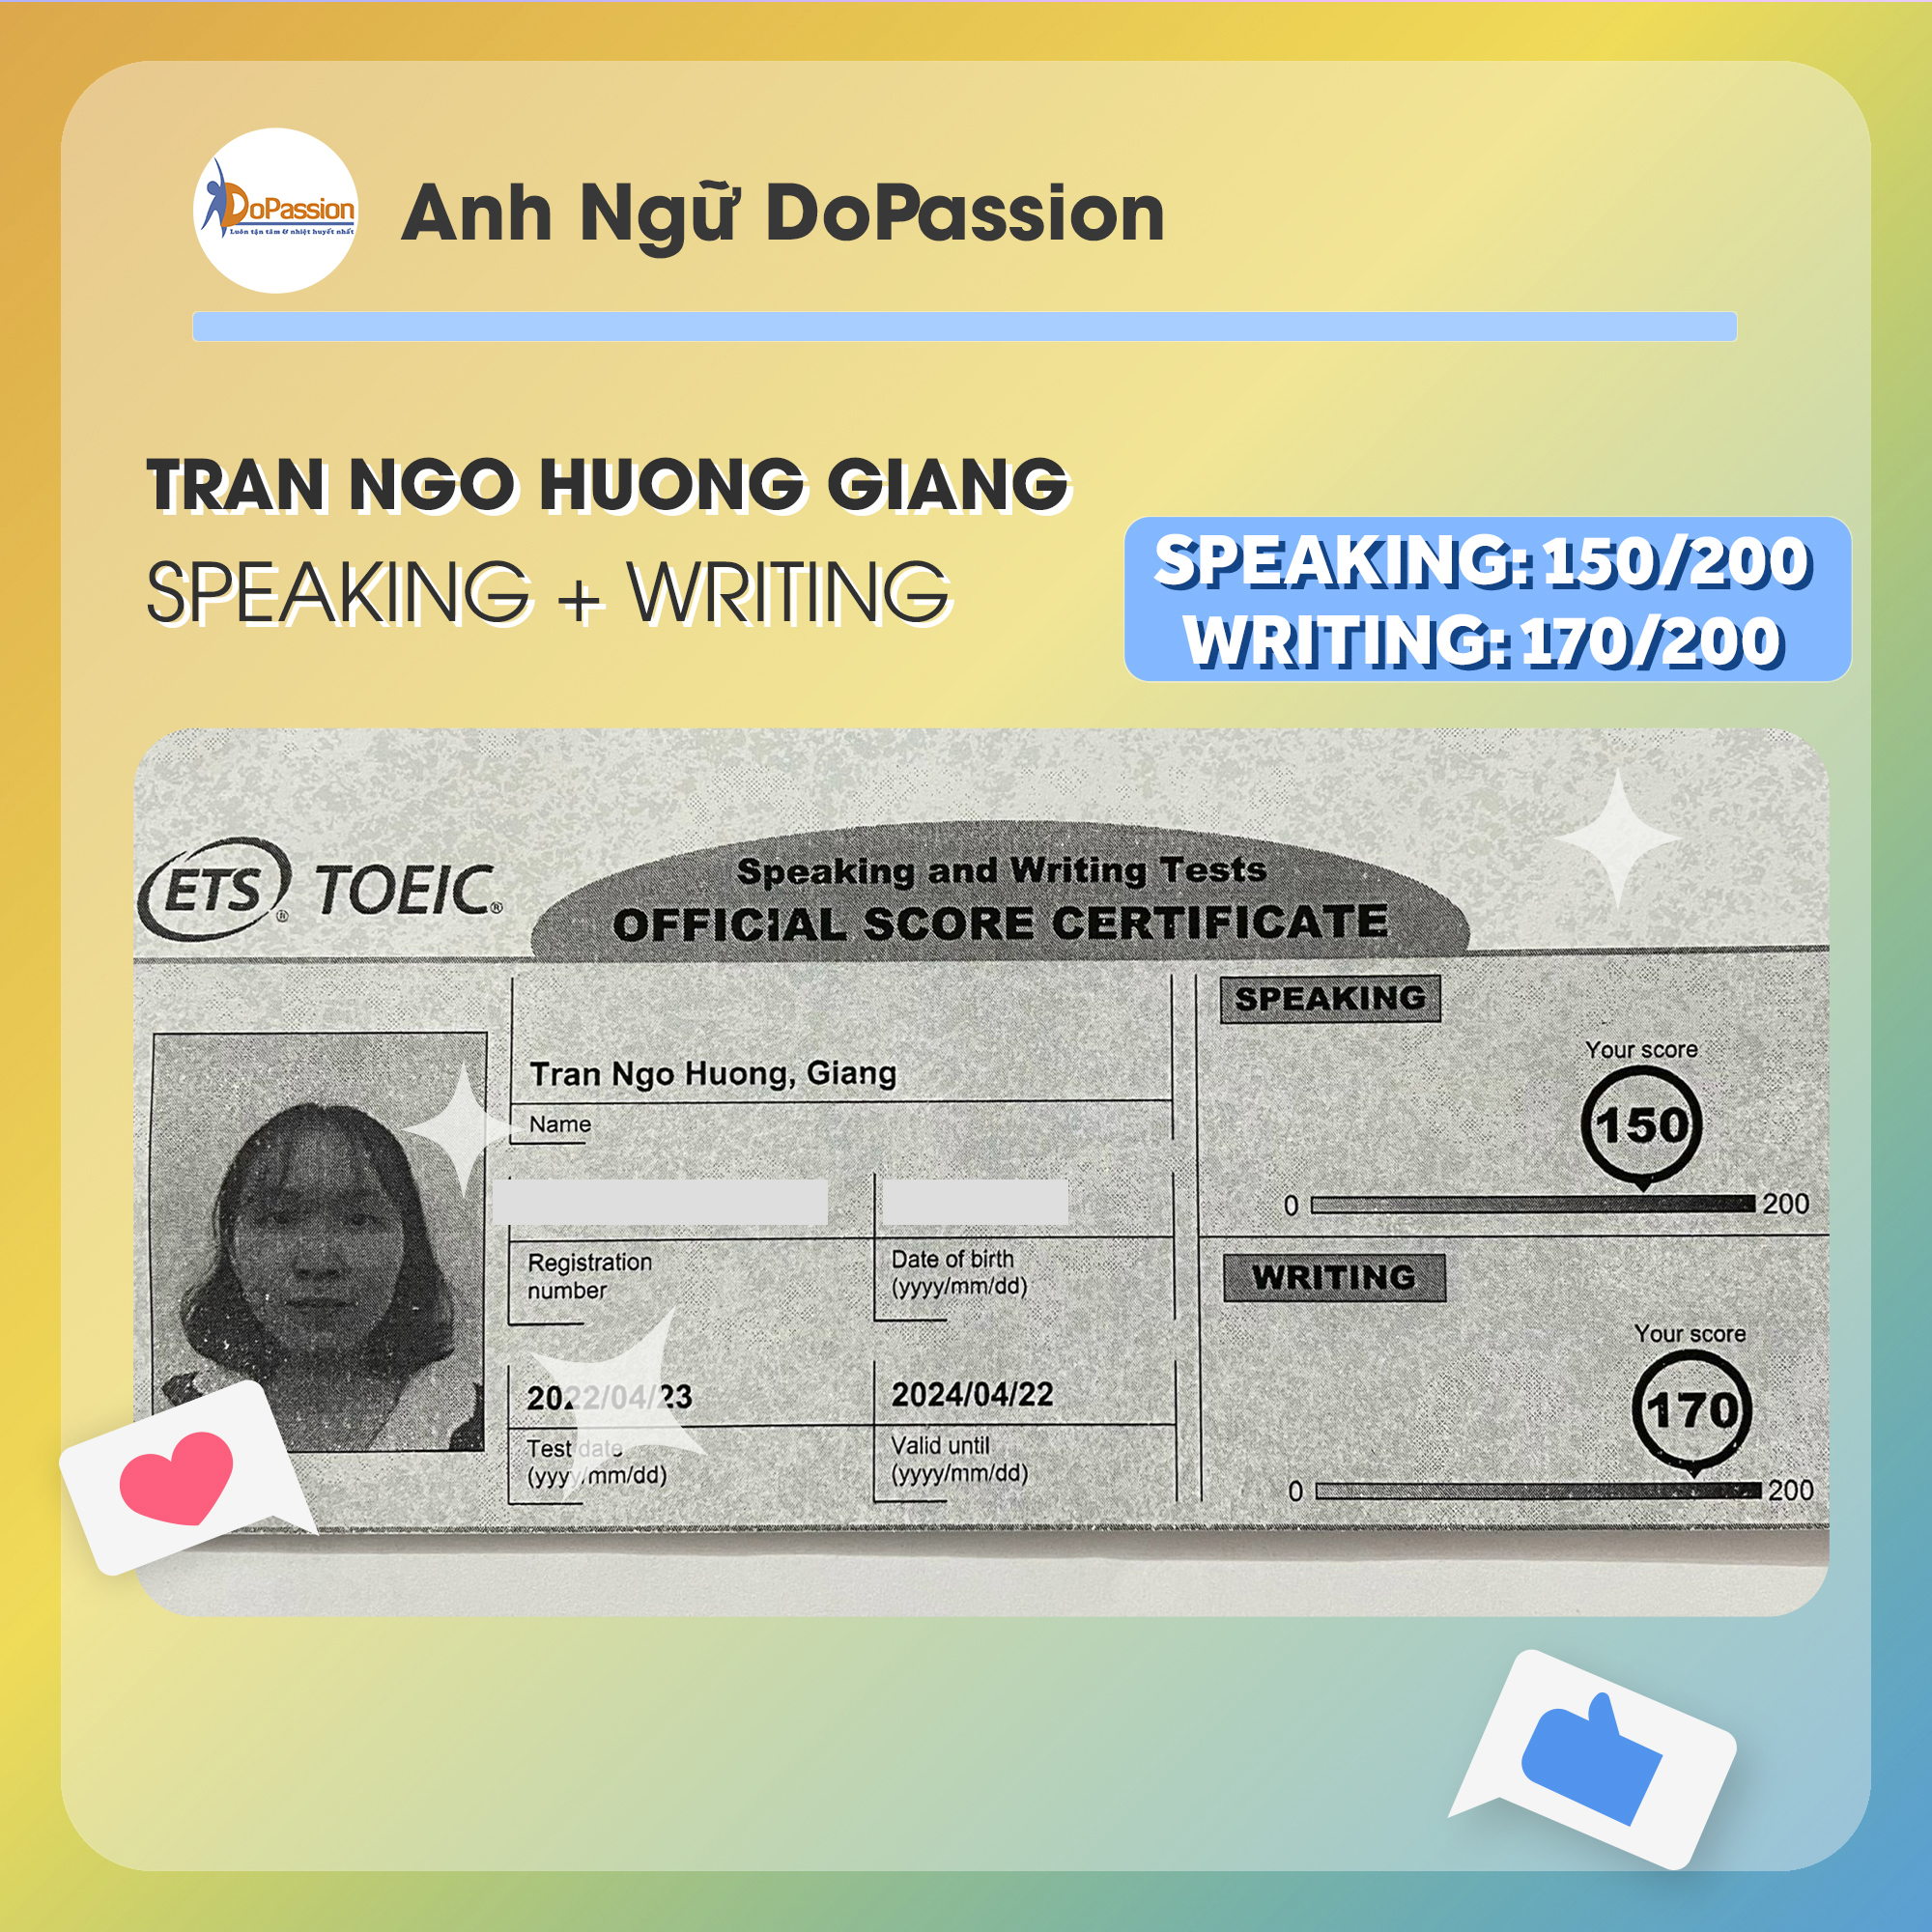 DoPassion
Luôn tận tâm & nhiệt huyết nhất
Anh Ngữ DoPassion
TRAN NGO HUONG GIANG
SPEAKING + WRITING
SPEAKING: 150/200
WRITING: 170/200
ETS® TOEIC®
Speaking and Writing Tests
OFFICIAL SCORE CERTIFICATE
Tran Ngo Huong, Giang
Name
Registration
number
Date of birth
(yyyy/mm/dd)
2022/04/23
Test date
(yyyy/mm/dd)
2024/04/22
Valid until
(yyyy/mm/dd)
SPEAKING
Your score
150
0
200
WRITING
Your score
170
0
200